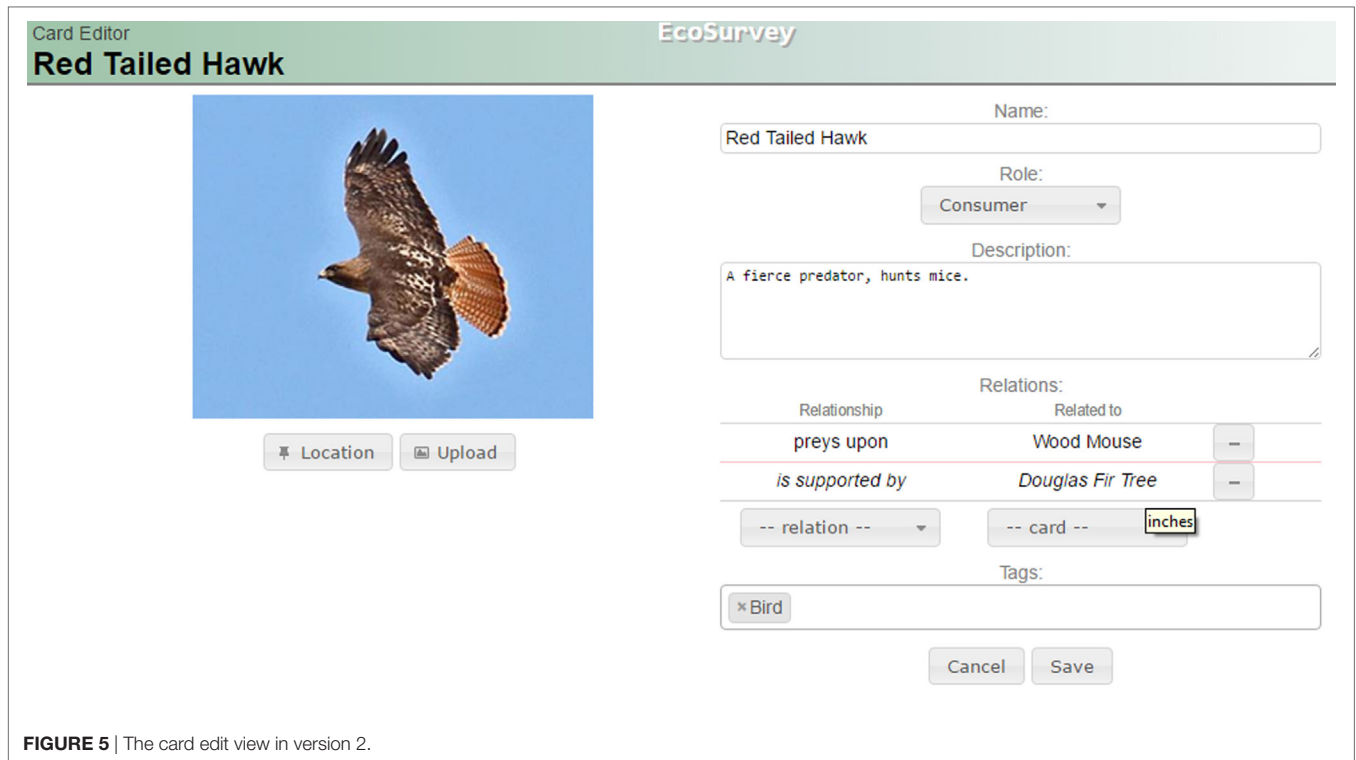 Card Editor
EcoSurvey
Red Tailed Hawk
Name:
Red Tailed Hawk
Role:
Consumer
Description:
A fierce predator, hunts mice.
Relations:
Relationship Related to
preys upon Wood Mouse −
is supported by Douglas Fir Tree −
-- relation -- -- card -- inches
Tags:
× Bird
Cancel Save
Location Upload
FIGURE 5 | The card edit view in version 2.